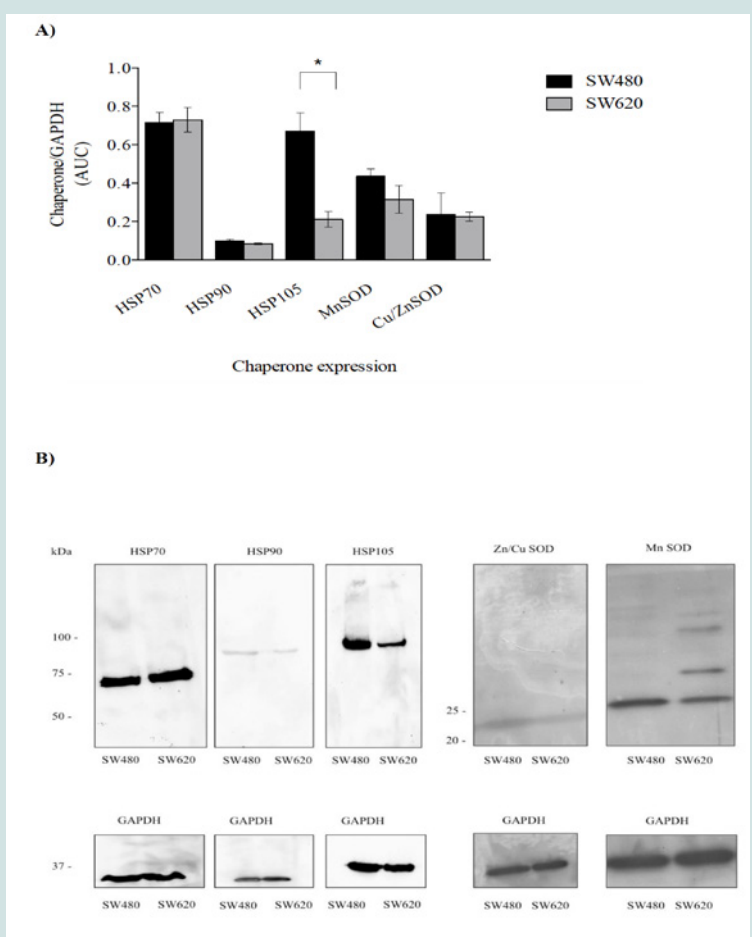 A)
*
SW480
SW620
1.0
0.8
0.6
0.4
0.2
0.0
Chaperone/GAPDH
(AUC)
HSP70
HSP90
HSP105
MnSOD
Cu/ZnSOD
Chaperone expression
B)
kDa HSP70 HSP90 HSP105 Zn/Cu SOD Mn SOD
100 -
75 -
50 -
25 -
20 -
SW480 SW620 SW480 SW620 SW480 SW620 SW480 SW620 SW480 SW620
GAPDH GAPDH GAPDH GAPDH GAPDH
37 -
SW480 SW620 SW480 SW620 SW480 SW620 SW480 SW620 SW480 SW620